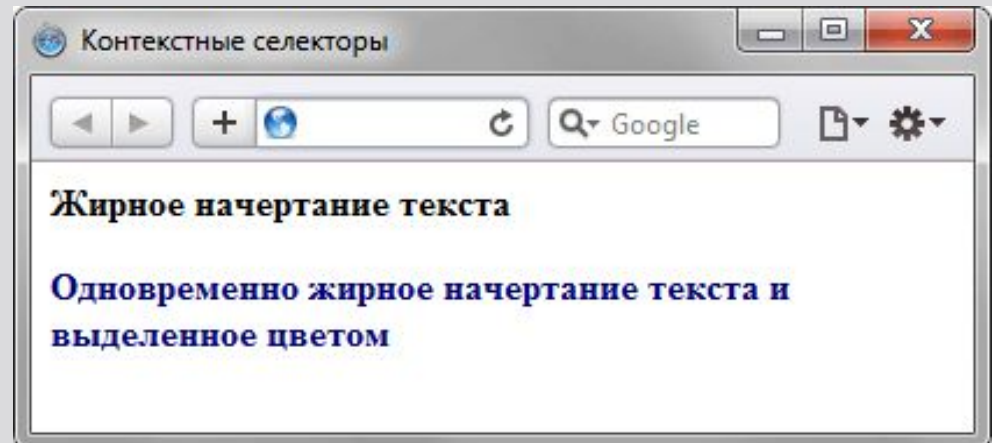 Контекстные селекторы
Google
Жирное начертание текста
Одновременно жирное начертание текста и
выделенное цветом